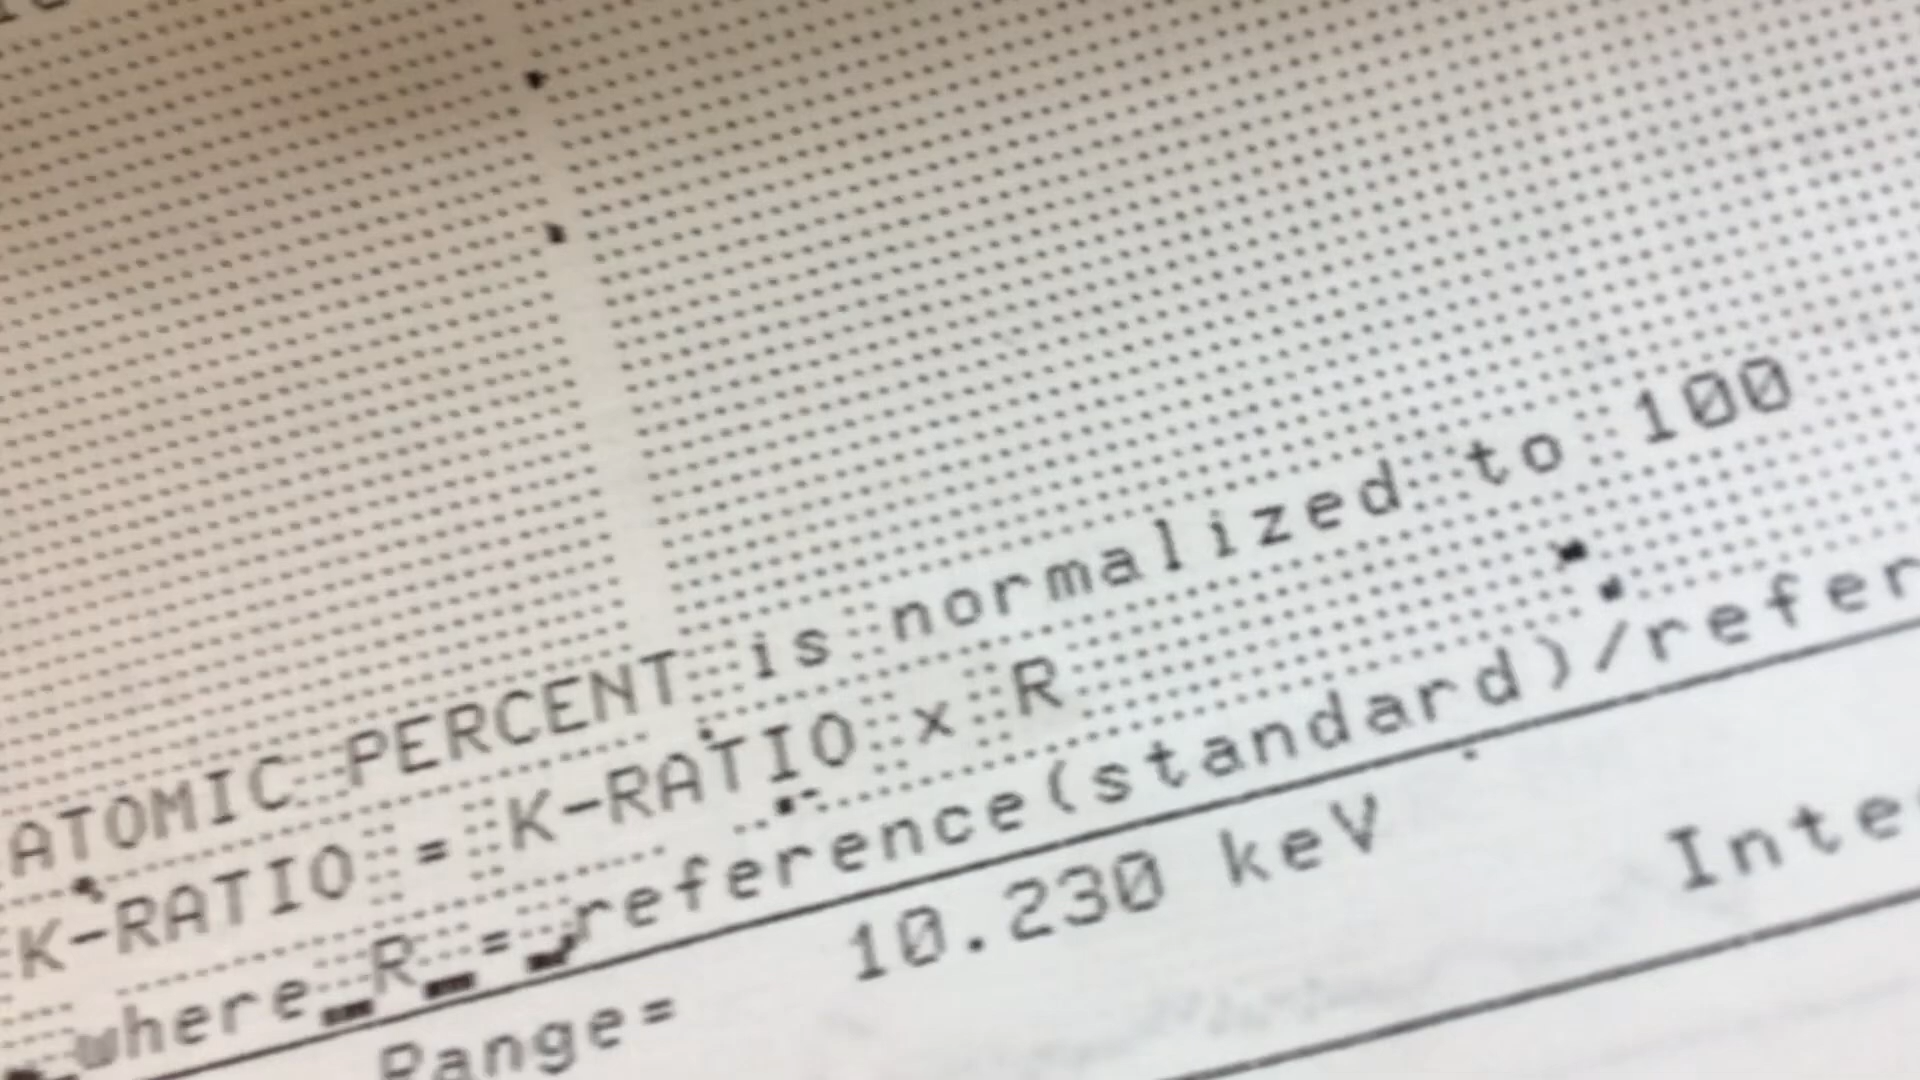 ATOMIC PERCENT is normalized to 100
K-RATIO = K-RATIO x R
where R = reference(standard)/refer
Range= 10.230 keV Inte